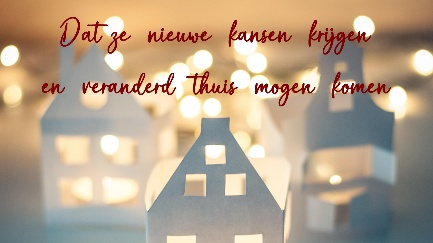 Dat ze nieuwe kansen krijgen
en veranderd thuis mogen komen